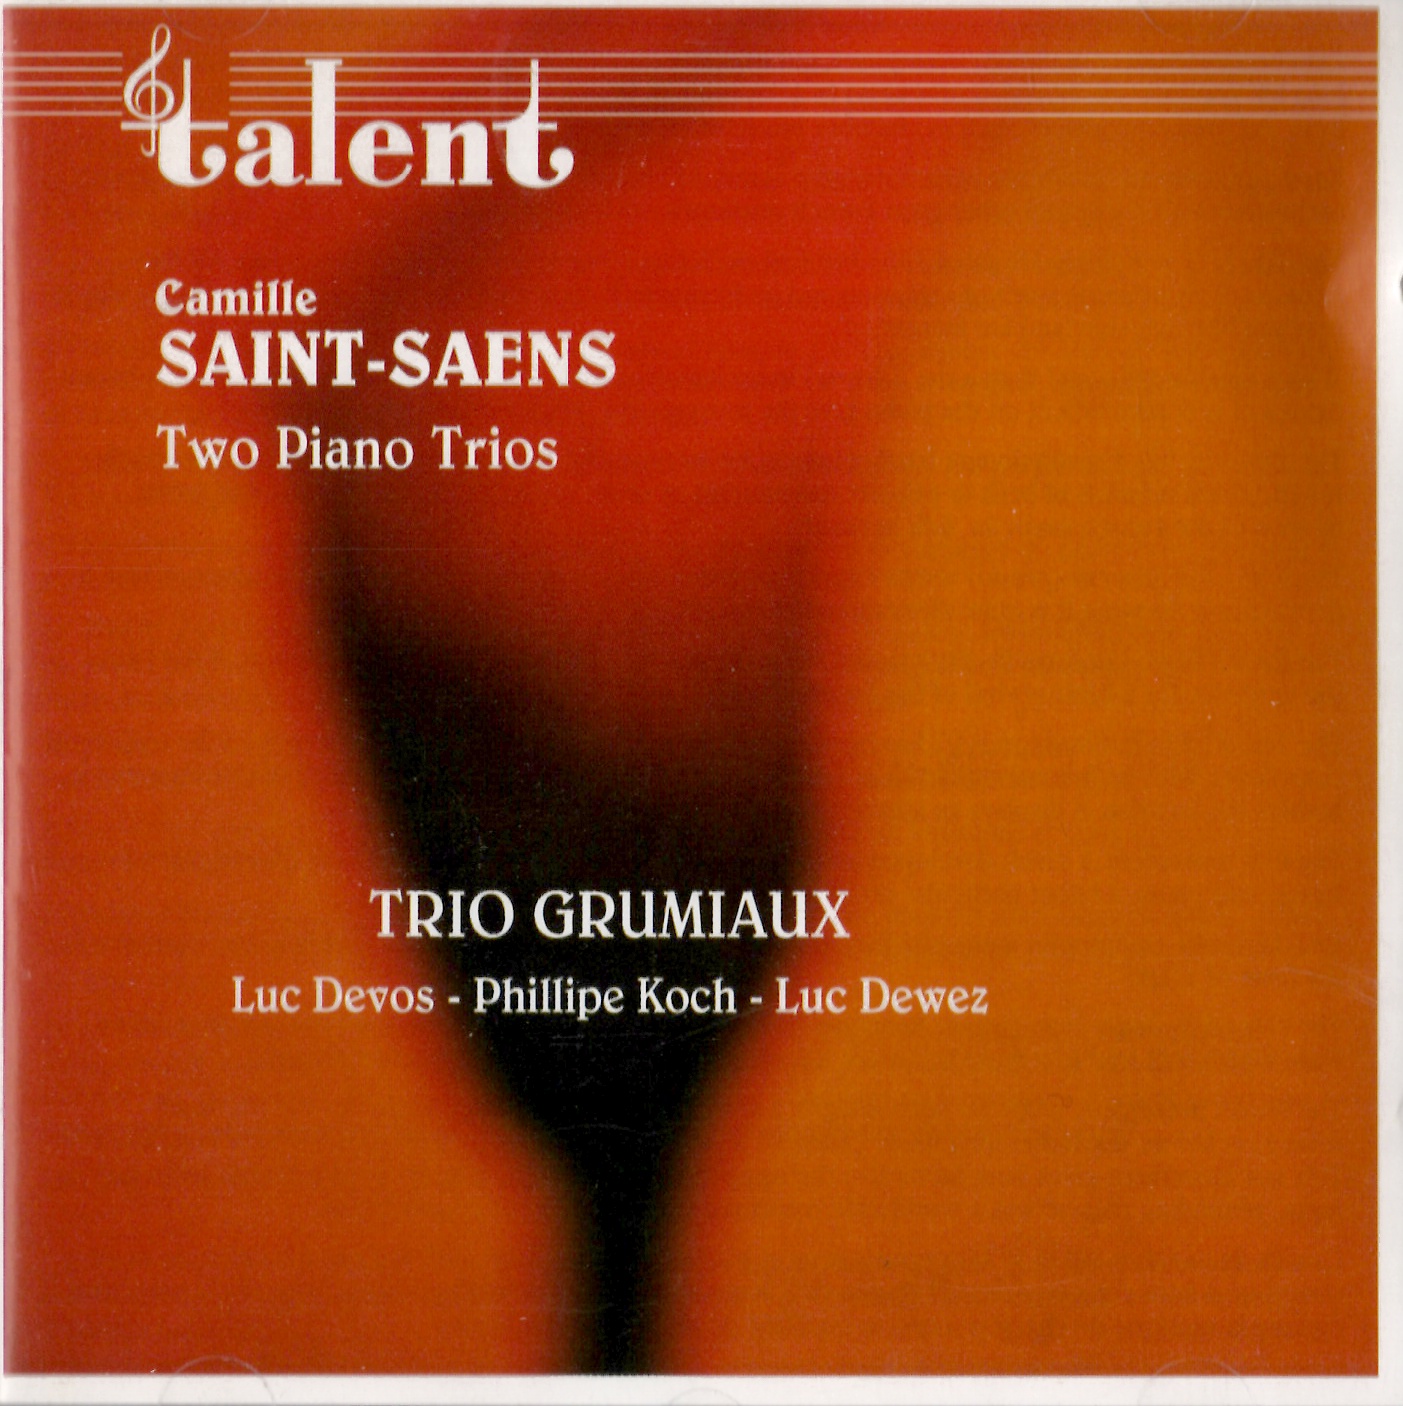 talent
Camille
SAINT-SAENS
Two Piano Trios
TRIO GRUMIAUX
Luc Devos - Phillipe Koch - Luc Dewez